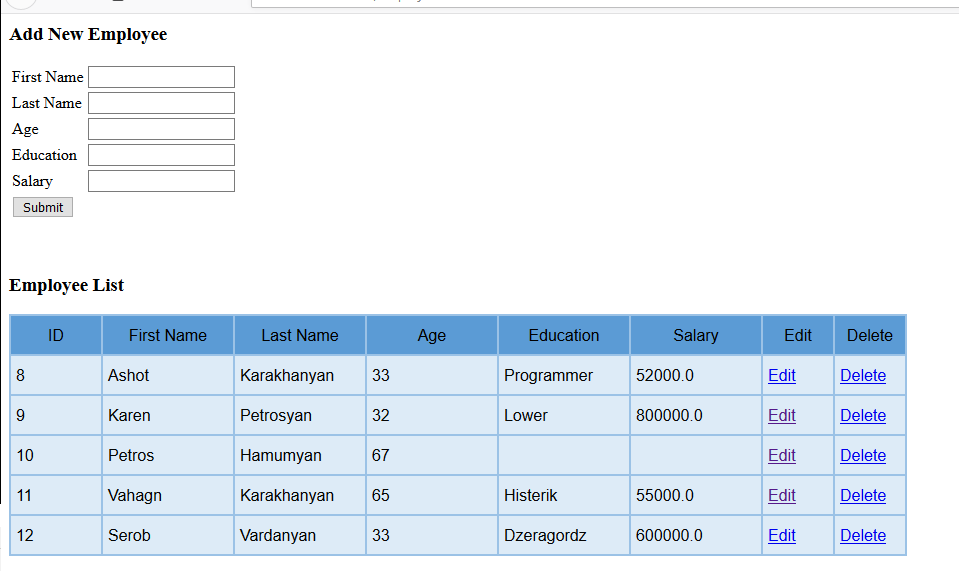 Add New Employee
First Name
Last Name
Age
Education
Salary
Submit
Employee List
ID First Name Last Name Age Education Salary Edit Delete
8 Ashot Karakhanyan 33 Programmer 52000.0 Edit Delete
9 Karen Petrosyan 32 Lower 800000.0 Edit Delete
10 Petros Hamumyan 67 Edit Delete
11 Vahagn Karakhanyan 65 Histerik 55000.0 Edit Delete
12 Serob Vardanyan 33 Dzeragordz 600000.0 Edit Delete